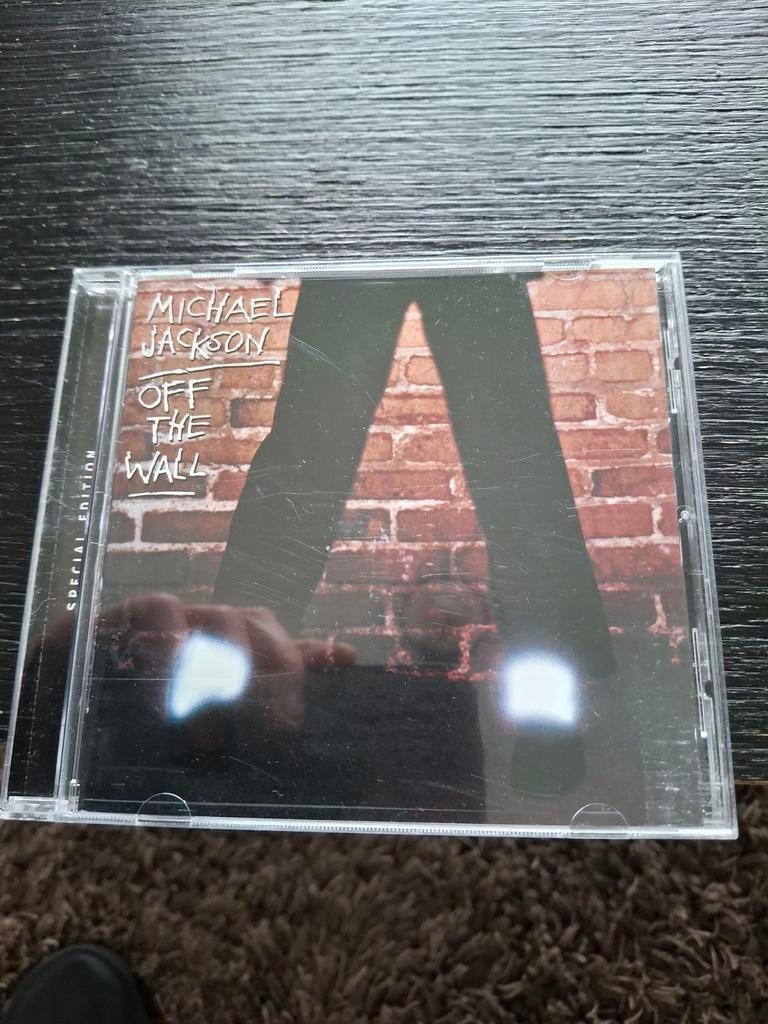 MICHAEL
JACKSON
OFF
THE
WALL
SPECIAL EDITION